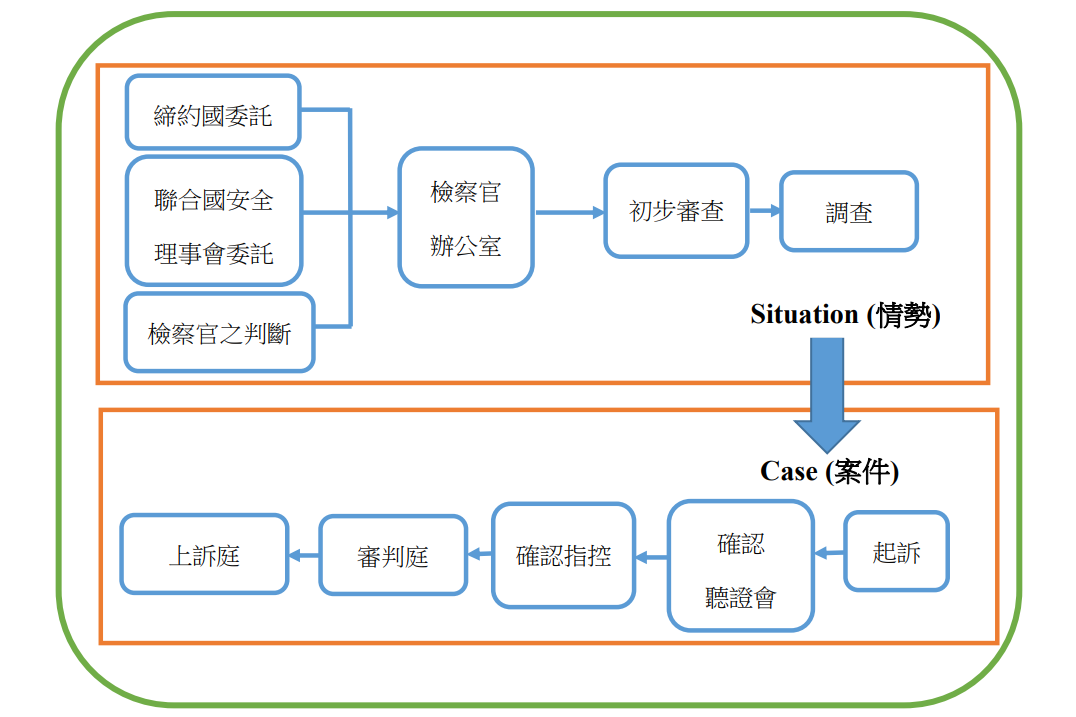 締約國委託
聯合國安全
理事會委託
檢察官之判斷
檢察官
辦公室
初步審查
調查
Situation (情勢)
Case (案件)
起訴
確認
聽證會
確認指控
審判庭
上訴庭